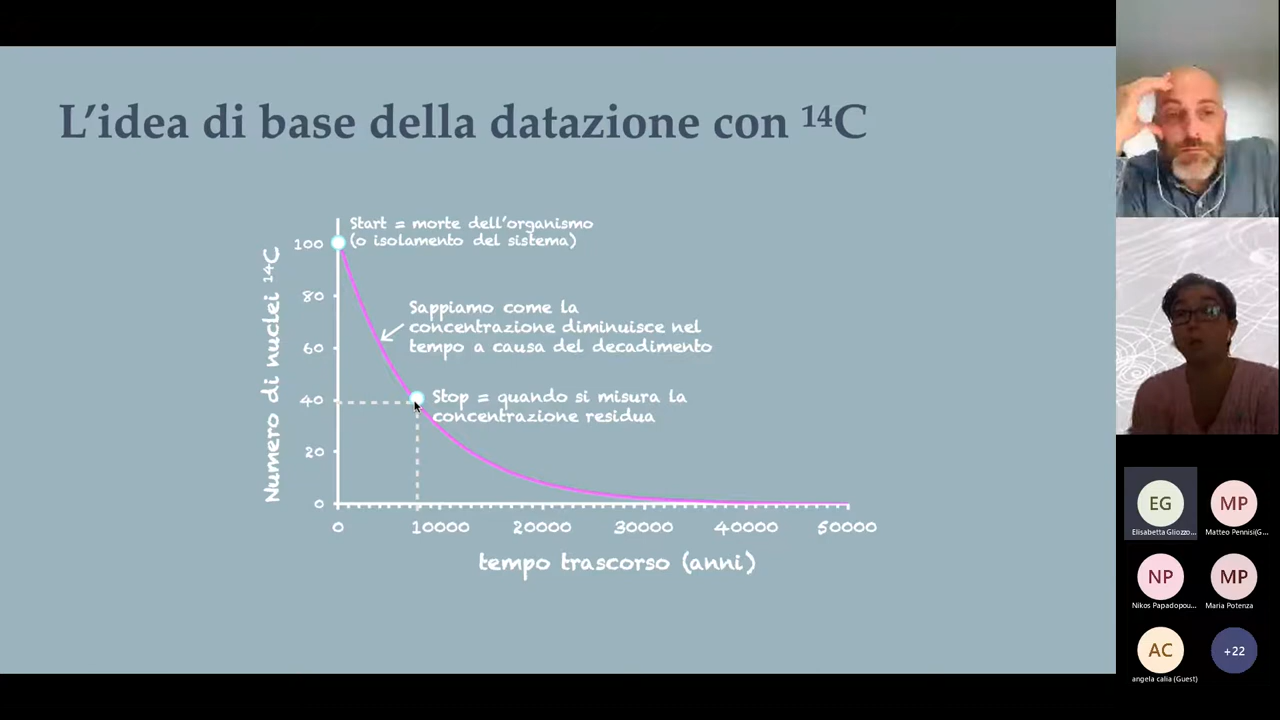 L'idea di base della datazione con ¹⁴C
Start = morte dell'organismo
(o isolamento del sistema)
Sappiamo come la
concentrazione diminuisce nel
tempo a causa del decadimento
Stop = quando si misura la
concentrazione residua
Numero di nuclei ¹⁴C
100
80
60
40
20
0
0 10000 20000 30000 40000 50000
tempo trascorso (anni)
EG MP
Elisabetta Gliozzo... Matteo Pennisi(G...
NP MP
Nikos Papadopou... Maria Potenza
AC +22
angela calia (Guest)